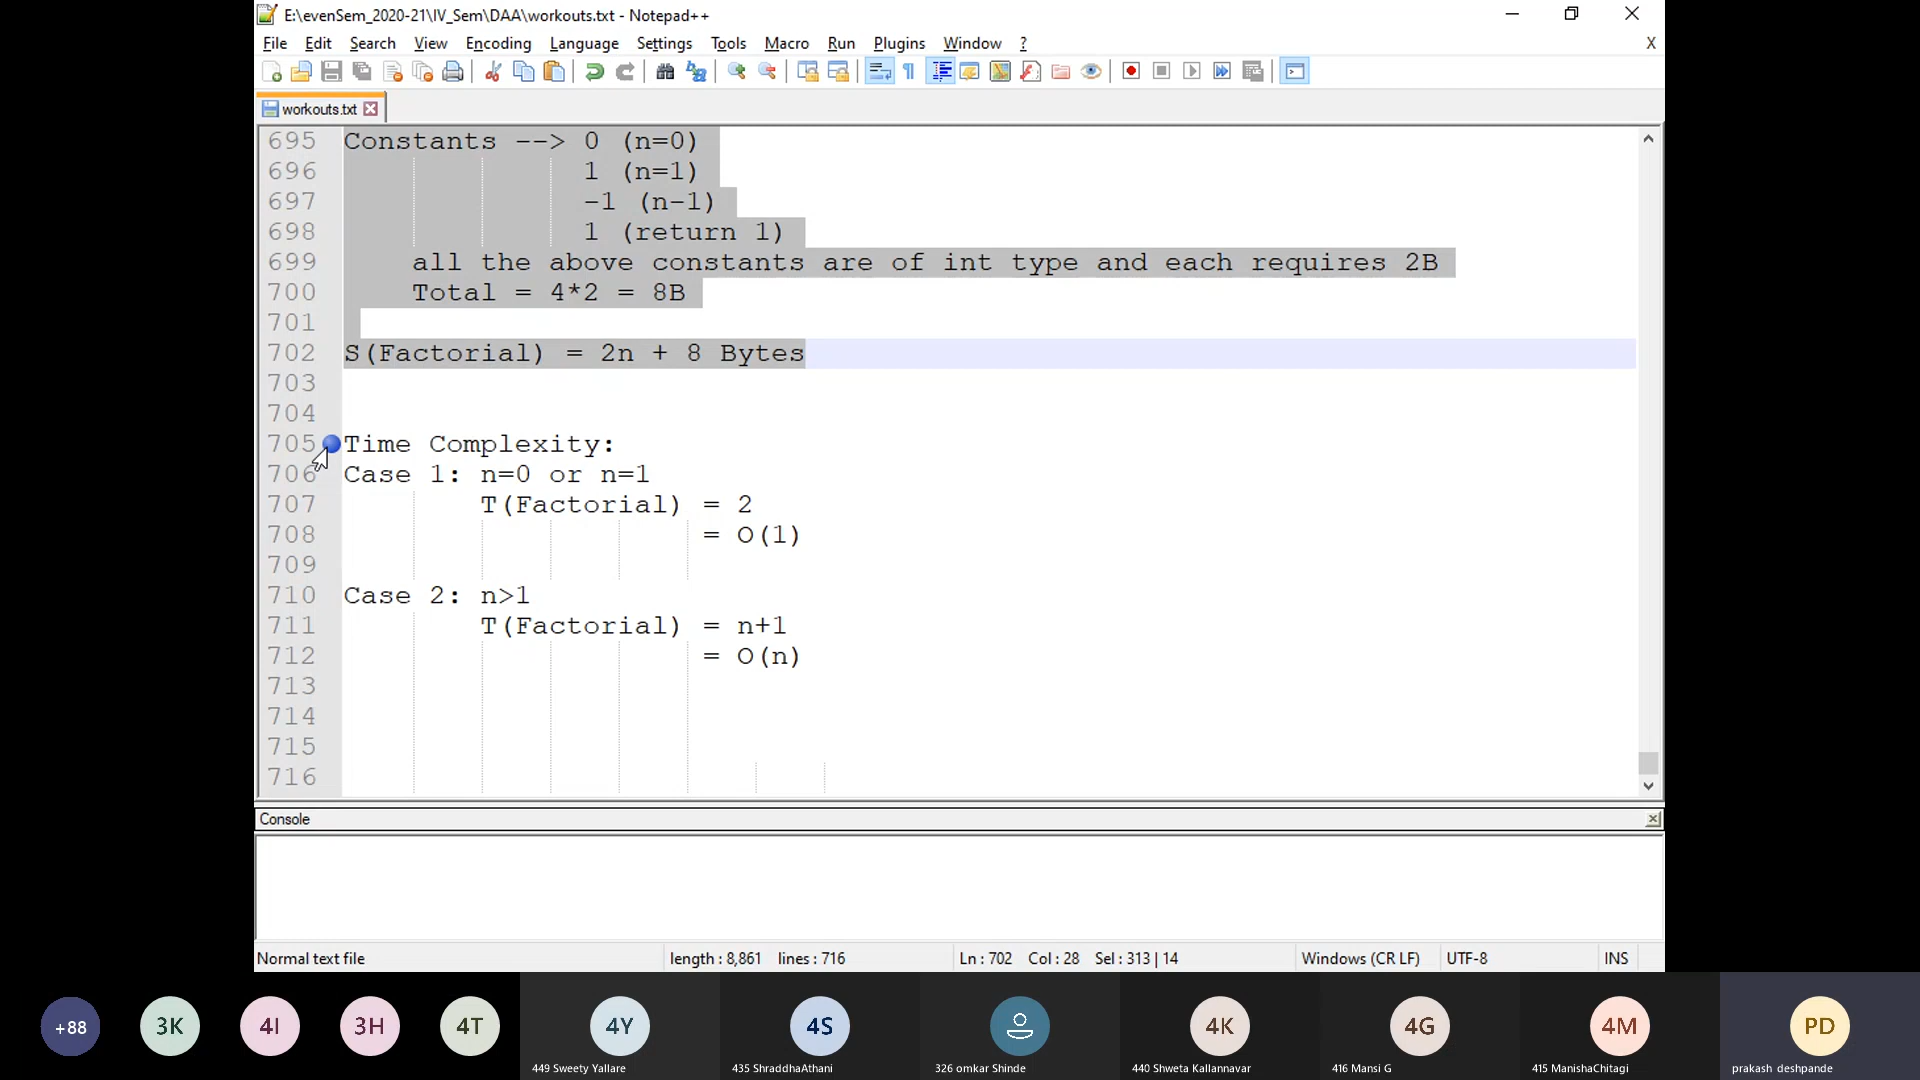 E:\evenSem_2020-21\IV_Sem\DAA\workouts.txt - Notepad++
File Edit Search View Encoding Language Settings Tools Macro Run Plugins Window ? X
workouts.txt
695 Constants --> 0 (n=0)
696 1 (n=1)
697 -1 (n-1)
698 1 (return 1)
699 all the above constants are of int type and each requires 2B
700 Total = 4*2 = 8B
701
702 S(Factorial) = 2n + 8 Bytes
703
704
705 Time Complexity:
706 Case 1: n=0 or n=1
707 T(Factorial) = 2
708 = O(1)
709
710 Case 2: n>1
711 T(Factorial) = n+1
712 = O(n)
713
714
715
716
Console
Normal text file length : 8,861 lines : 716 Ln : 702 Col : 28 Sel : 313 | 14 Windows (CR LF) UTF-8 INS
+88 3K 4I 3H 4T 4Y 4S 4K 4G 4M PD
449 Sweety Yallare 435 ShraddhaAthani 326 omkar Shinde 440 Shweta Kallannavar 416 Mansi G 415 ManishaChitagi prakash deshpande